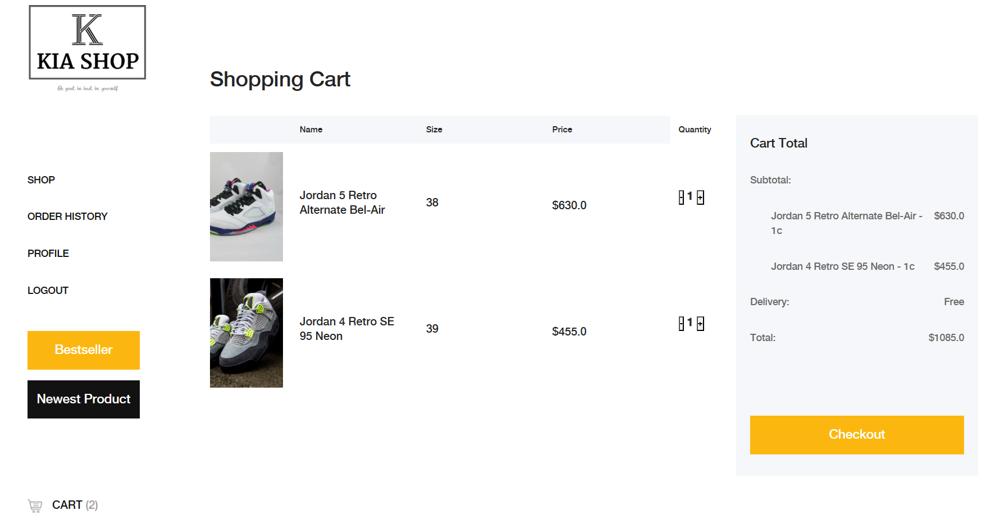 K
KIA SHOP
Be good, be bad, be yourself
SHOP
ORDER HISTORY
PROFILE
LOGOUT
Bestseller
Newest Product
CART (2)
Shopping Cart
Name Size Price Quantity
Jordan 5 Retro
Alternate Bel-Air
38
$630.0
- 1 +
Jordan 4 Retro SE
95 Neon
39
$455.0
- 1 +
Cart Total
Subtotal:
Jordan 5 Retro Alternate Bel-Air - $630.0
1c
Jordan 4 Retro SE 95 Neon - 1c $455.0
Delivery: Free
Total: $1085.0
Checkout